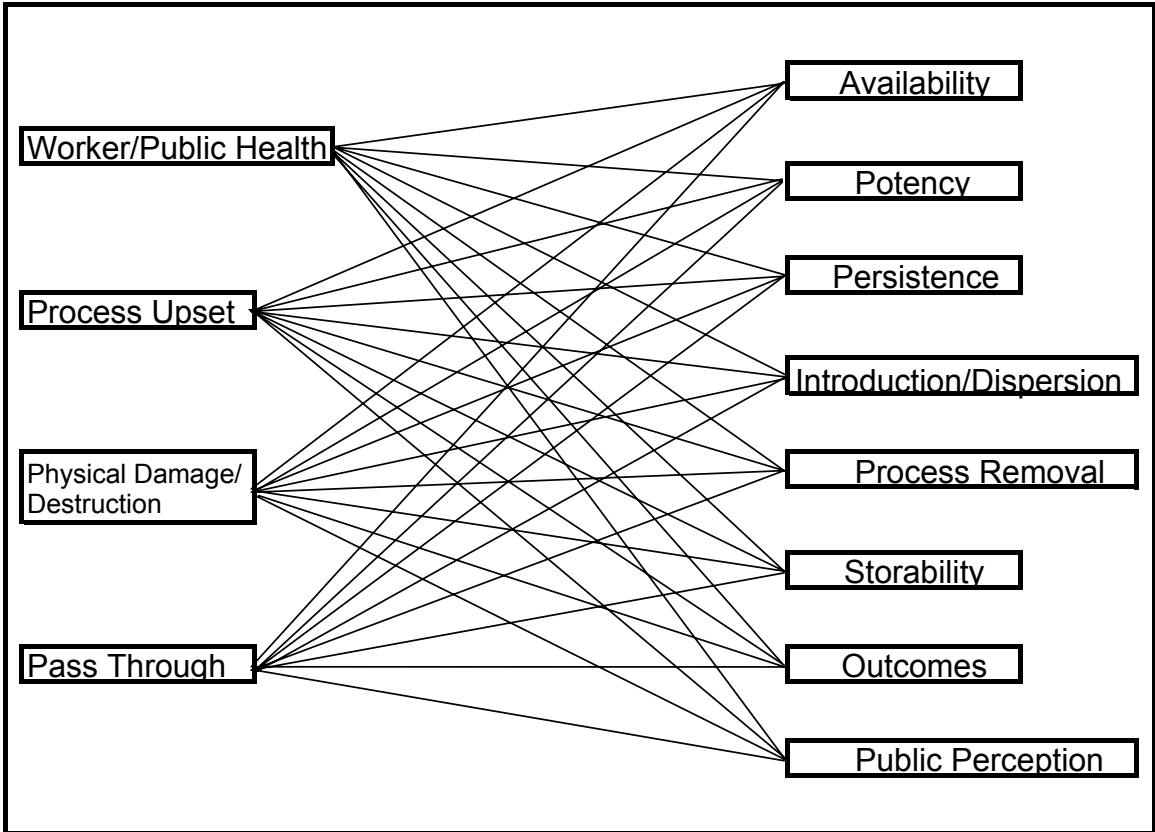 Worker/Public Health
Process Upset
Physical Damage/
Destruction
Pass Through
Availability
Potency
Persistence
Introduction/Dispersion
Process Removal
Storability
Outcomes
Public Perception